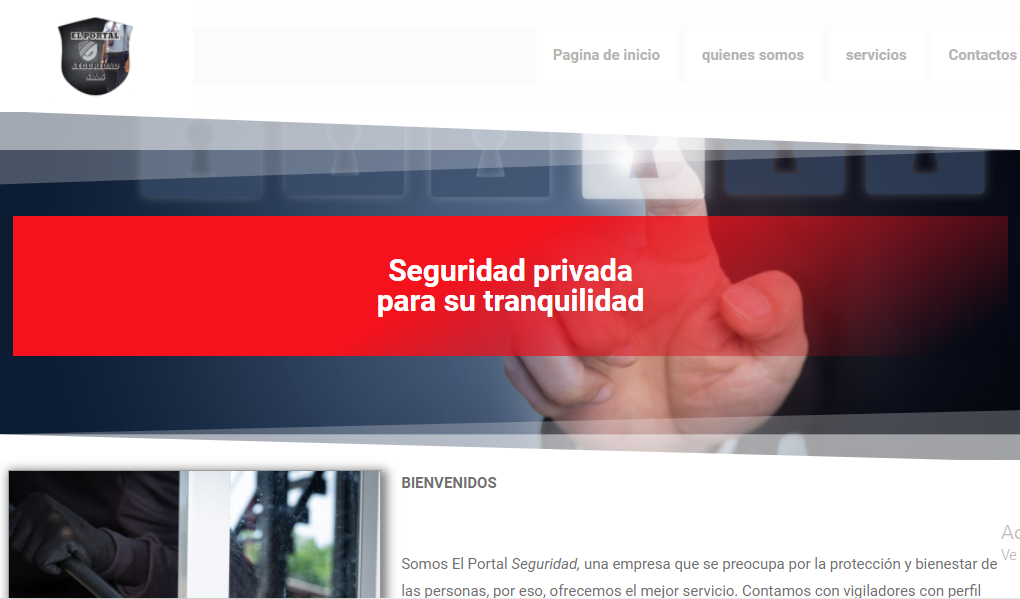 EL PORTAL
SEGURIDAD
S.A.S
Pagina de inicio
quienes somos
servicios
Contactos
Seguridad privada
para su tranquilidad
BIENVENIDOS
Somos El Portal Seguridad, una empresa que se preocupa por la protección y bienestar de
las personas, por eso, ofrecemos el mejor servicio. Contamos con vigiladores con perfil
Ve